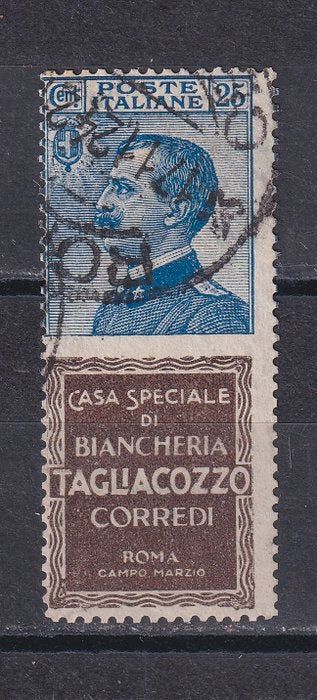 POSTE
Cent. ITALIANE 25
CASA SPECIALE
DI
BIANCHERIA
TAGLIACOZZO
CORREDI
ROMA
CAMPO MARZIO